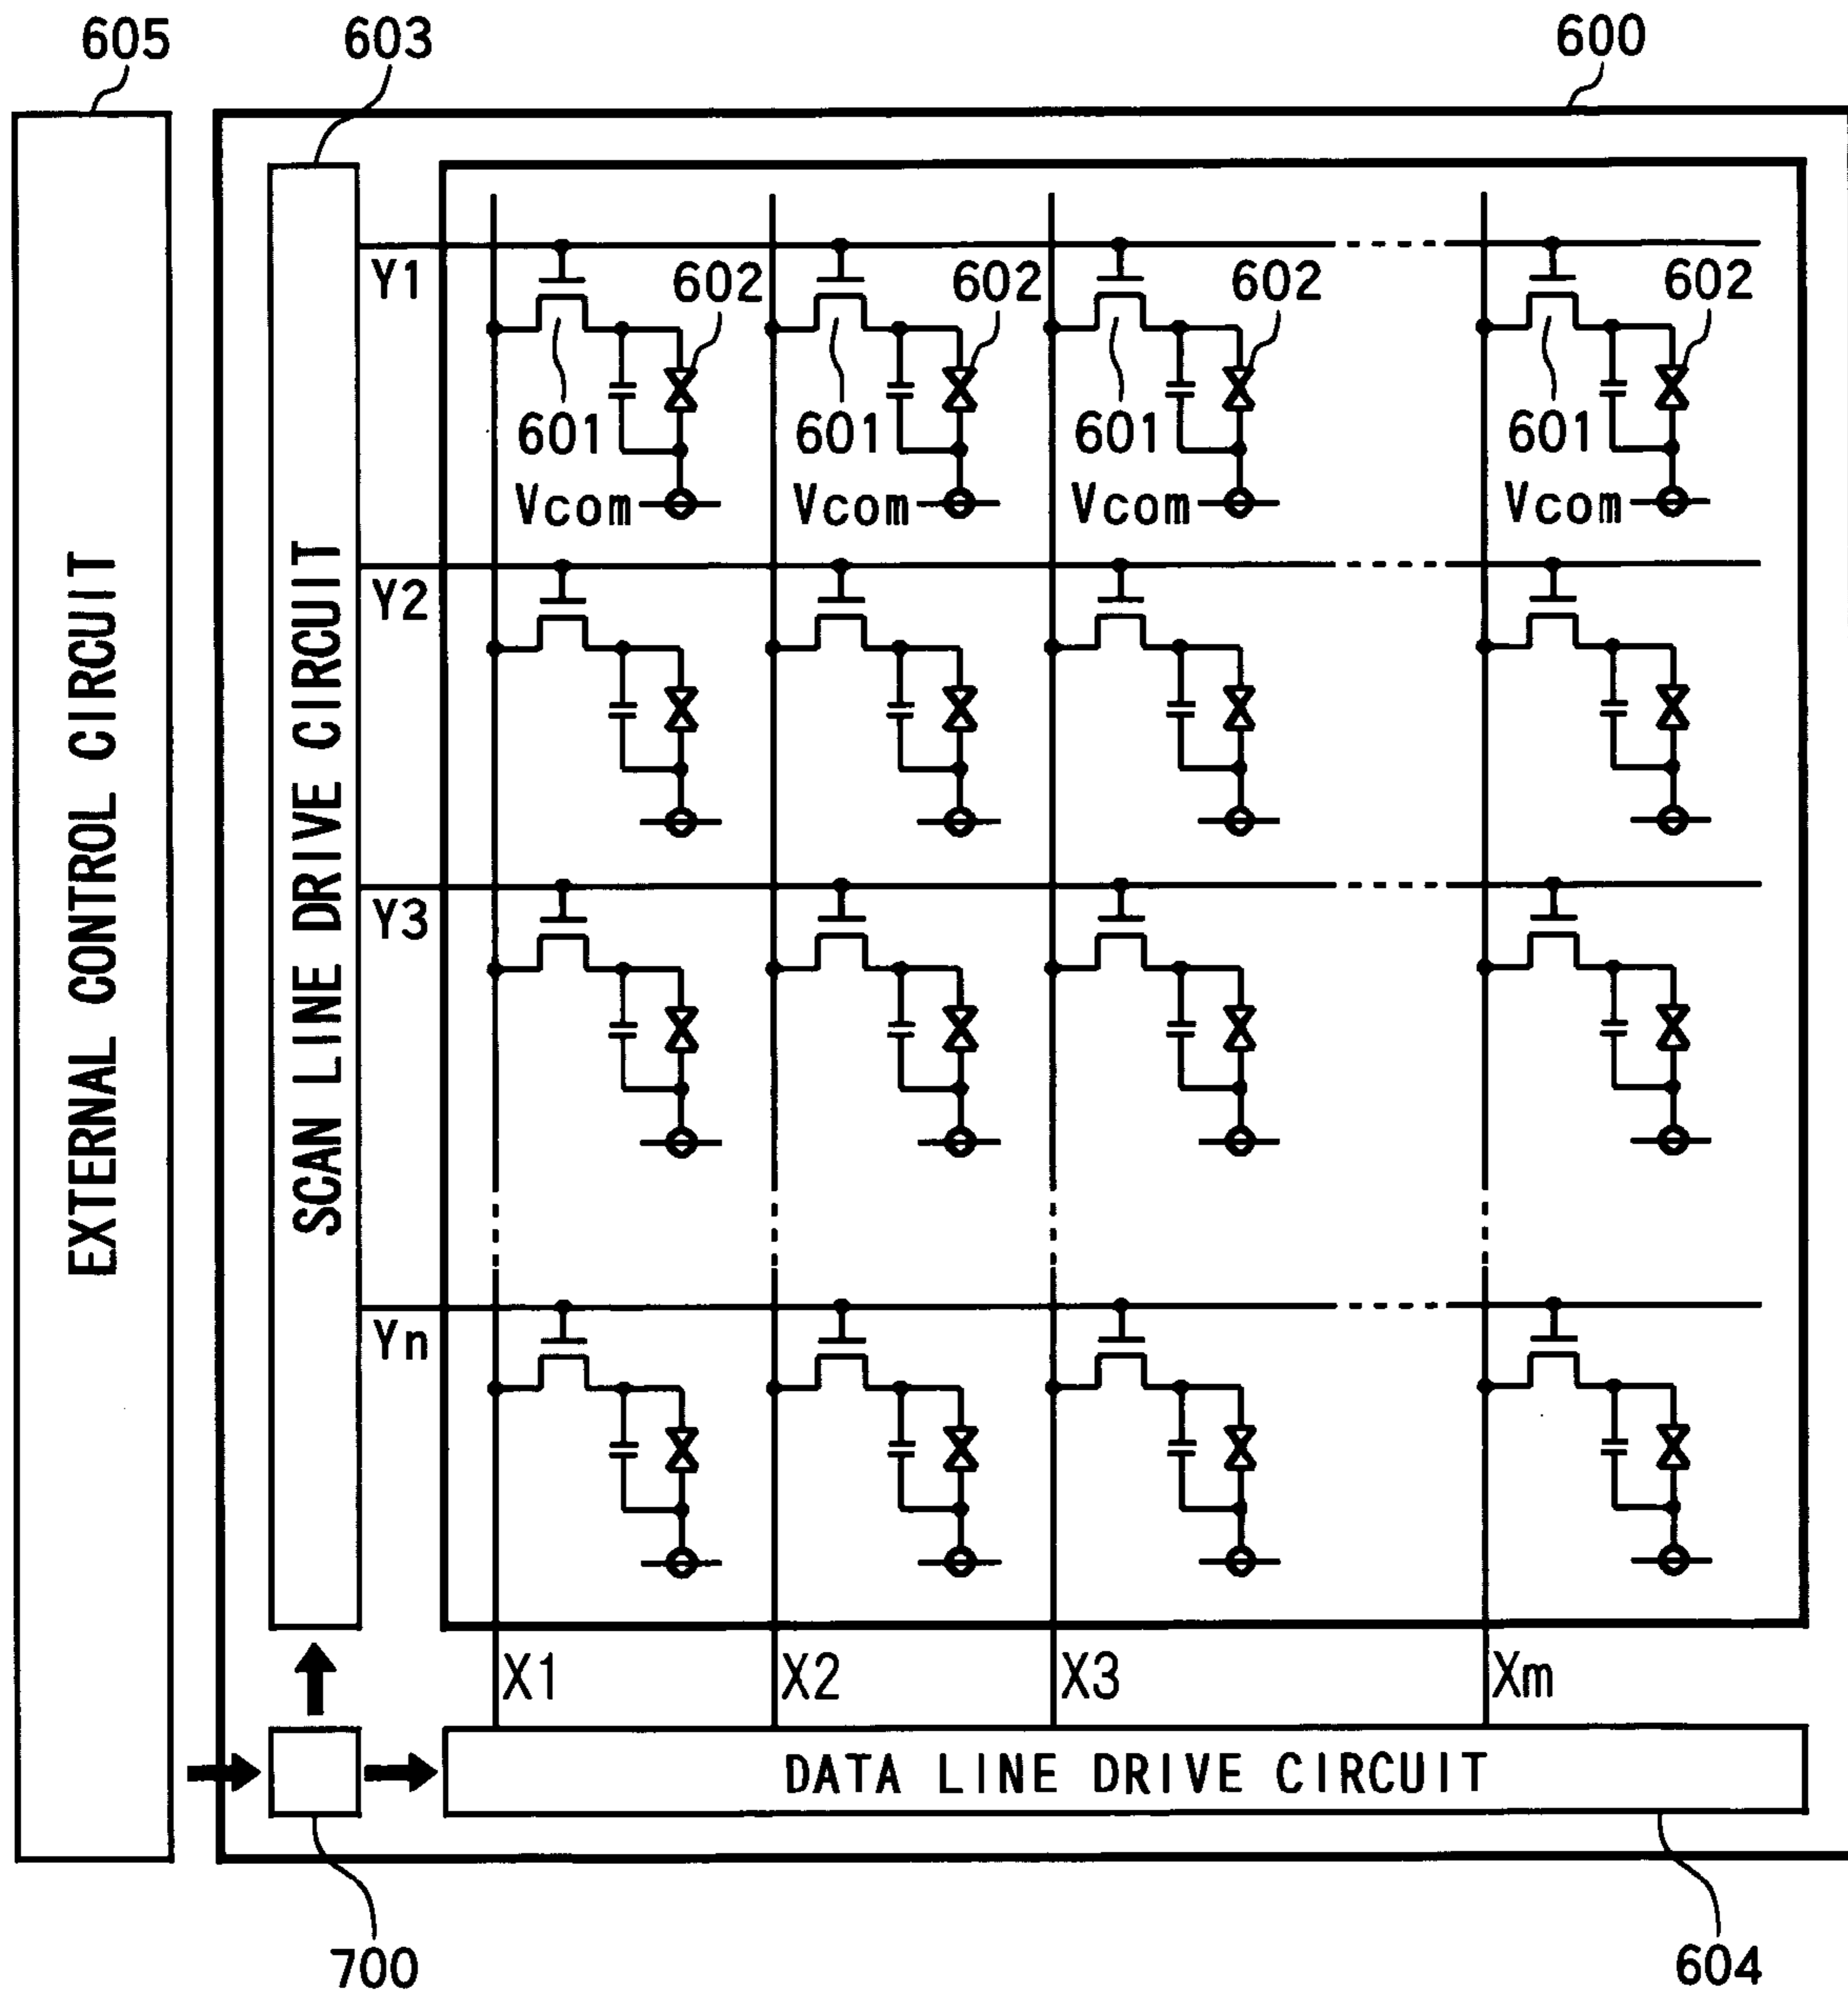 605
603
600
EXTERNAL CONTROL CIRCUIT
SCAN LINE DRIVE CIRCUIT
Y1
602
602
602
602
601
601
601
601
Vcom
Vcom
Vcom
Vcom
Y2
Y3
Yn
X1
X2
X3
Xm
DATA LINE DRIVE CIRCUIT
700
604